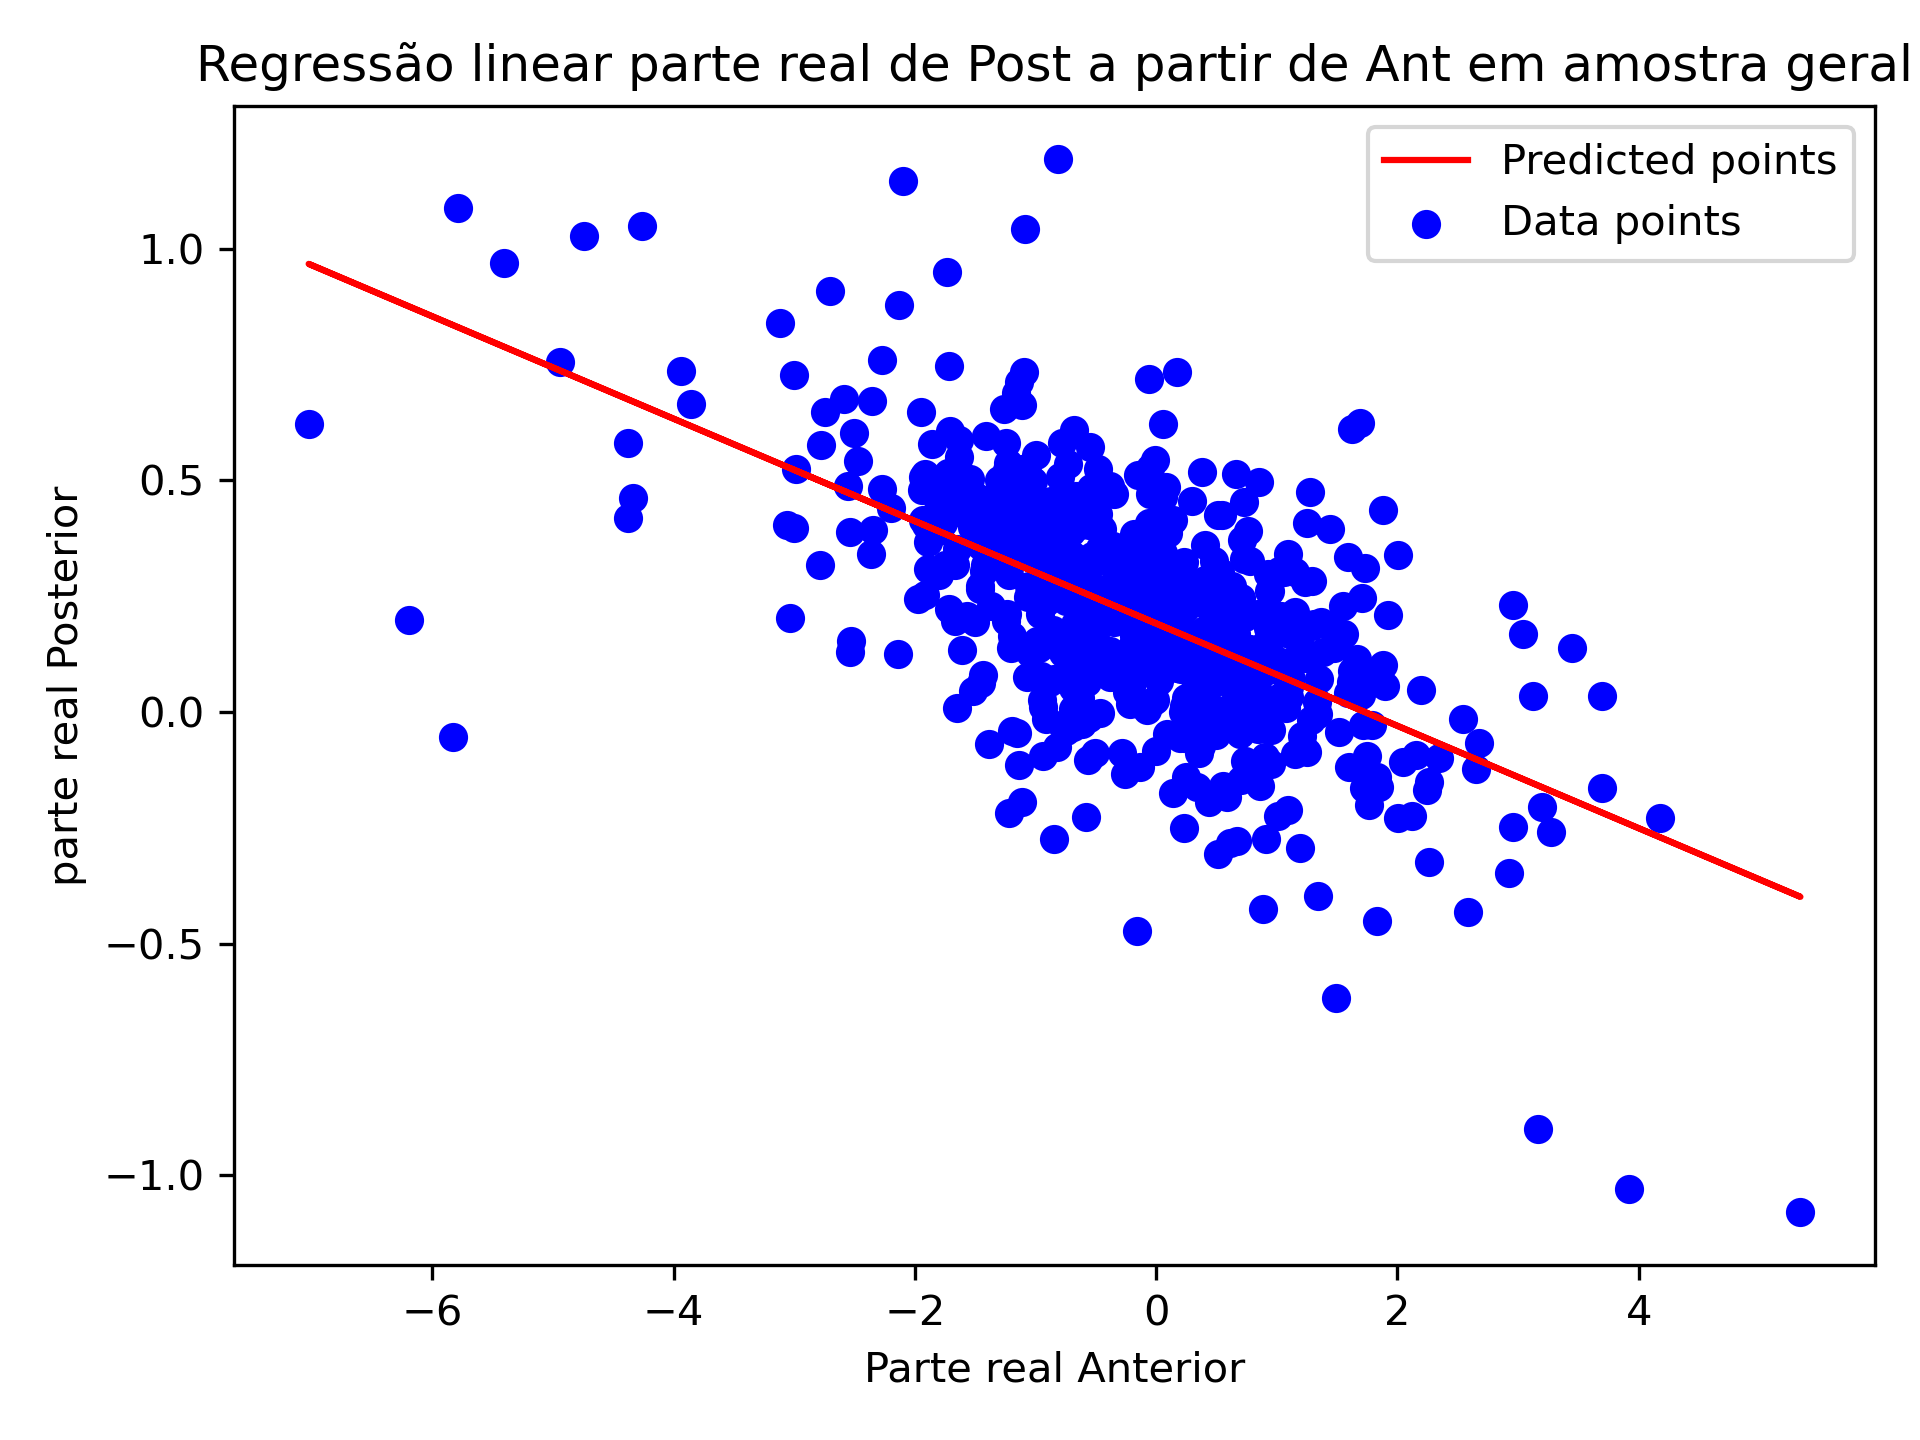 Regressão linear parte real de Post a partir de Ant em amostra geral
Predicted points
Data points
parte real Posterior
1.0
0.5
0.0
−0.5
−1.0
−6
−4
−2
0
2
4
Parte real Anterior